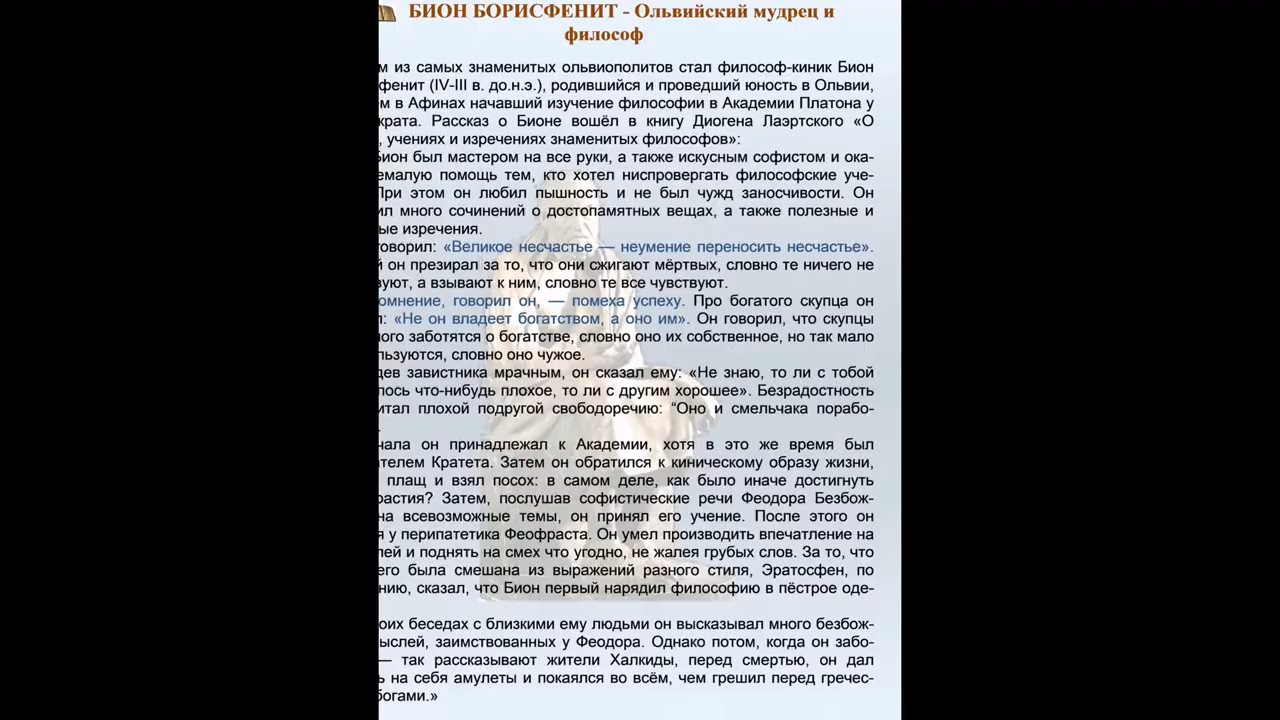 БИОН БОРИСФЕНИТ - Ольвийский мудрец и
философ
м из самых знаменитых ольвиополитов стал философ-киник Бион
фенит (IV-III в. до.н.э.), родившийся и проведший юность в Ольвии,
ем в Афинах начавший изучение философии в Академии Платона у
крата. Рассказ о Бионе вошёл в книгу Диогена Лаэртского «О
, учениях и изречениях знаменитых философов»:
Бион был мастером на все руки, а также искусным софистом и ока-
емалую помощь тем, кто хотел ниспровергать философские уче-
При этом он любил пышность и не был чужд заносчивости. Он
ил много сочинений о достопамятных вещах, а также полезные и
ые изречения.
говорил: «Великое несчастье — неумение переносить несчастье».
й он презирал за то, что они сжигают мёртвых, словно те ничего не
вуют, а взывают к ним, словно те все чувствуют.
омнение, говорил он, — помеха успеху. Про богатого скупца он
л: «Не он владеет богатством, а оно им». Он говорил, что скупцы
ного заботятся о богатстве, словно оно их собственное, но так мало
льзуются, словно оно чужое.
дев завистника мрачным, он сказал ему: «Не знаю, то ли с тобой
лось что-нибудь плохое, то ли с другим хорошее». Безрадостность
итал плохой подругой свободоречию: “Оно и смельчака порабо-
.
чала он принадлежал к Академии, хотя в это же время был
ателем Кратета. Затем он обратился к киническому образу жизни,
плащ и взял посох: в самом деле, как было иначе достигнуть
растия? Затем, послушав софистические речи Феодора Безбож-
на всевозможные темы, он принял его учение. После этого он
я у перипатетика Феофраста. Он умел производить впечатление на
лей и поднять на смех что угодно, не жалея грубых слов. За то, что
его была смешана из выражений разного стиля, Эратосфен, по
нию, сказал, что Бион первый нарядил философию в пёстрое оде-
оих беседах с близкими ему людьми он высказывал много безбож-
ыслей, заимствованных у Феодора. Однако потом, когда он забо-
— так рассказывают жители Халкиды, перед смертью, он дал
ь на себя амулеты и покаялся во всём, чем грешил перед гречес-
богами.»